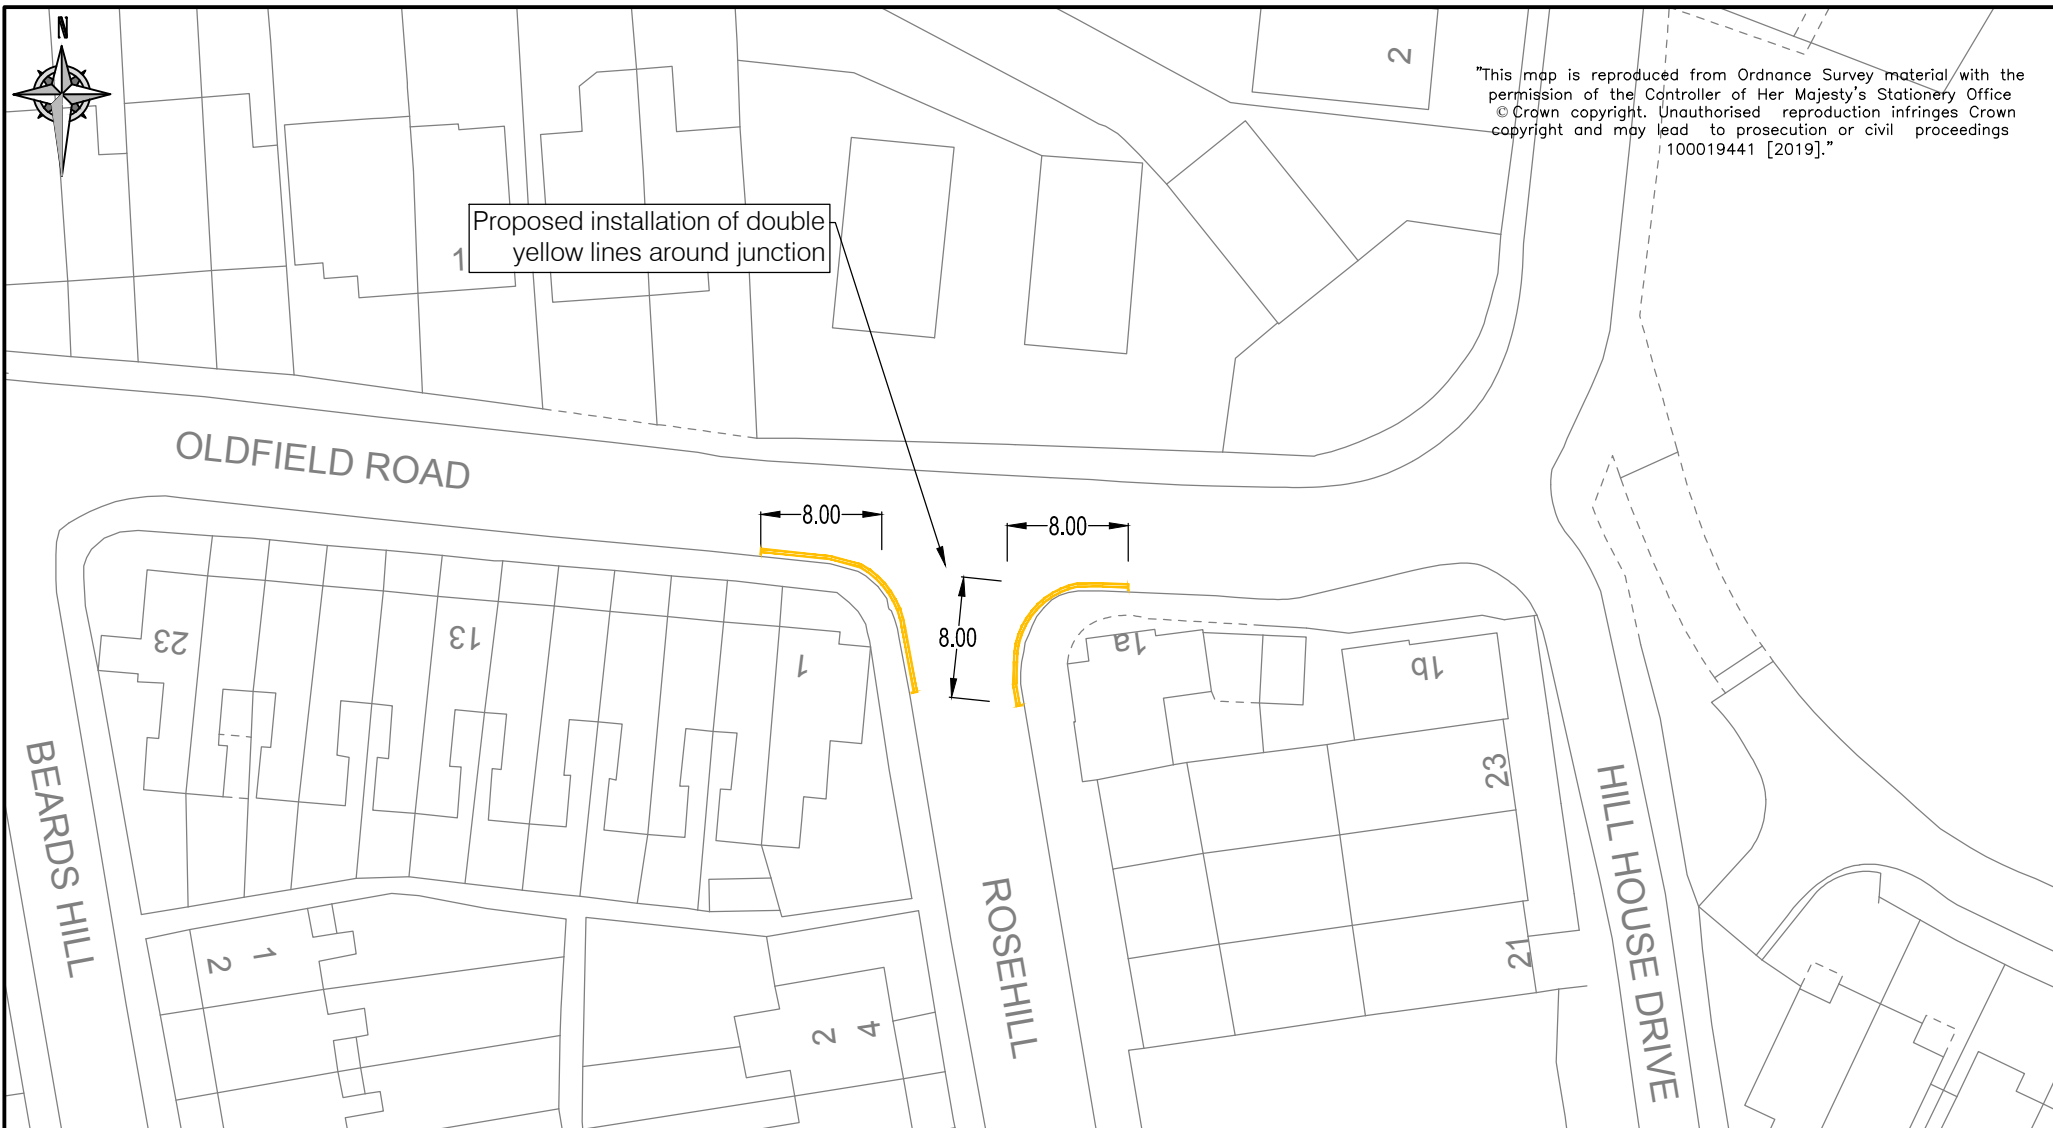 N
2
"This map is reproduced from Ordnance Survey material with the
permission of the Controller of Her Majesty's Stationery Office
© Crown copyright. Unauthorised reproduction infringes Crown
copyright and may lead to prosecution or civil proceedings
100019441 [2019]."
Proposed installation of double
yellow lines around junction
1
OLDFIELD ROAD
8.00
8.00
8.00
23
13
1
1a
1b
BEARDS HILL
23
HILL HOUSE DRIVE
ROSEHILL
21
1
2
2
4